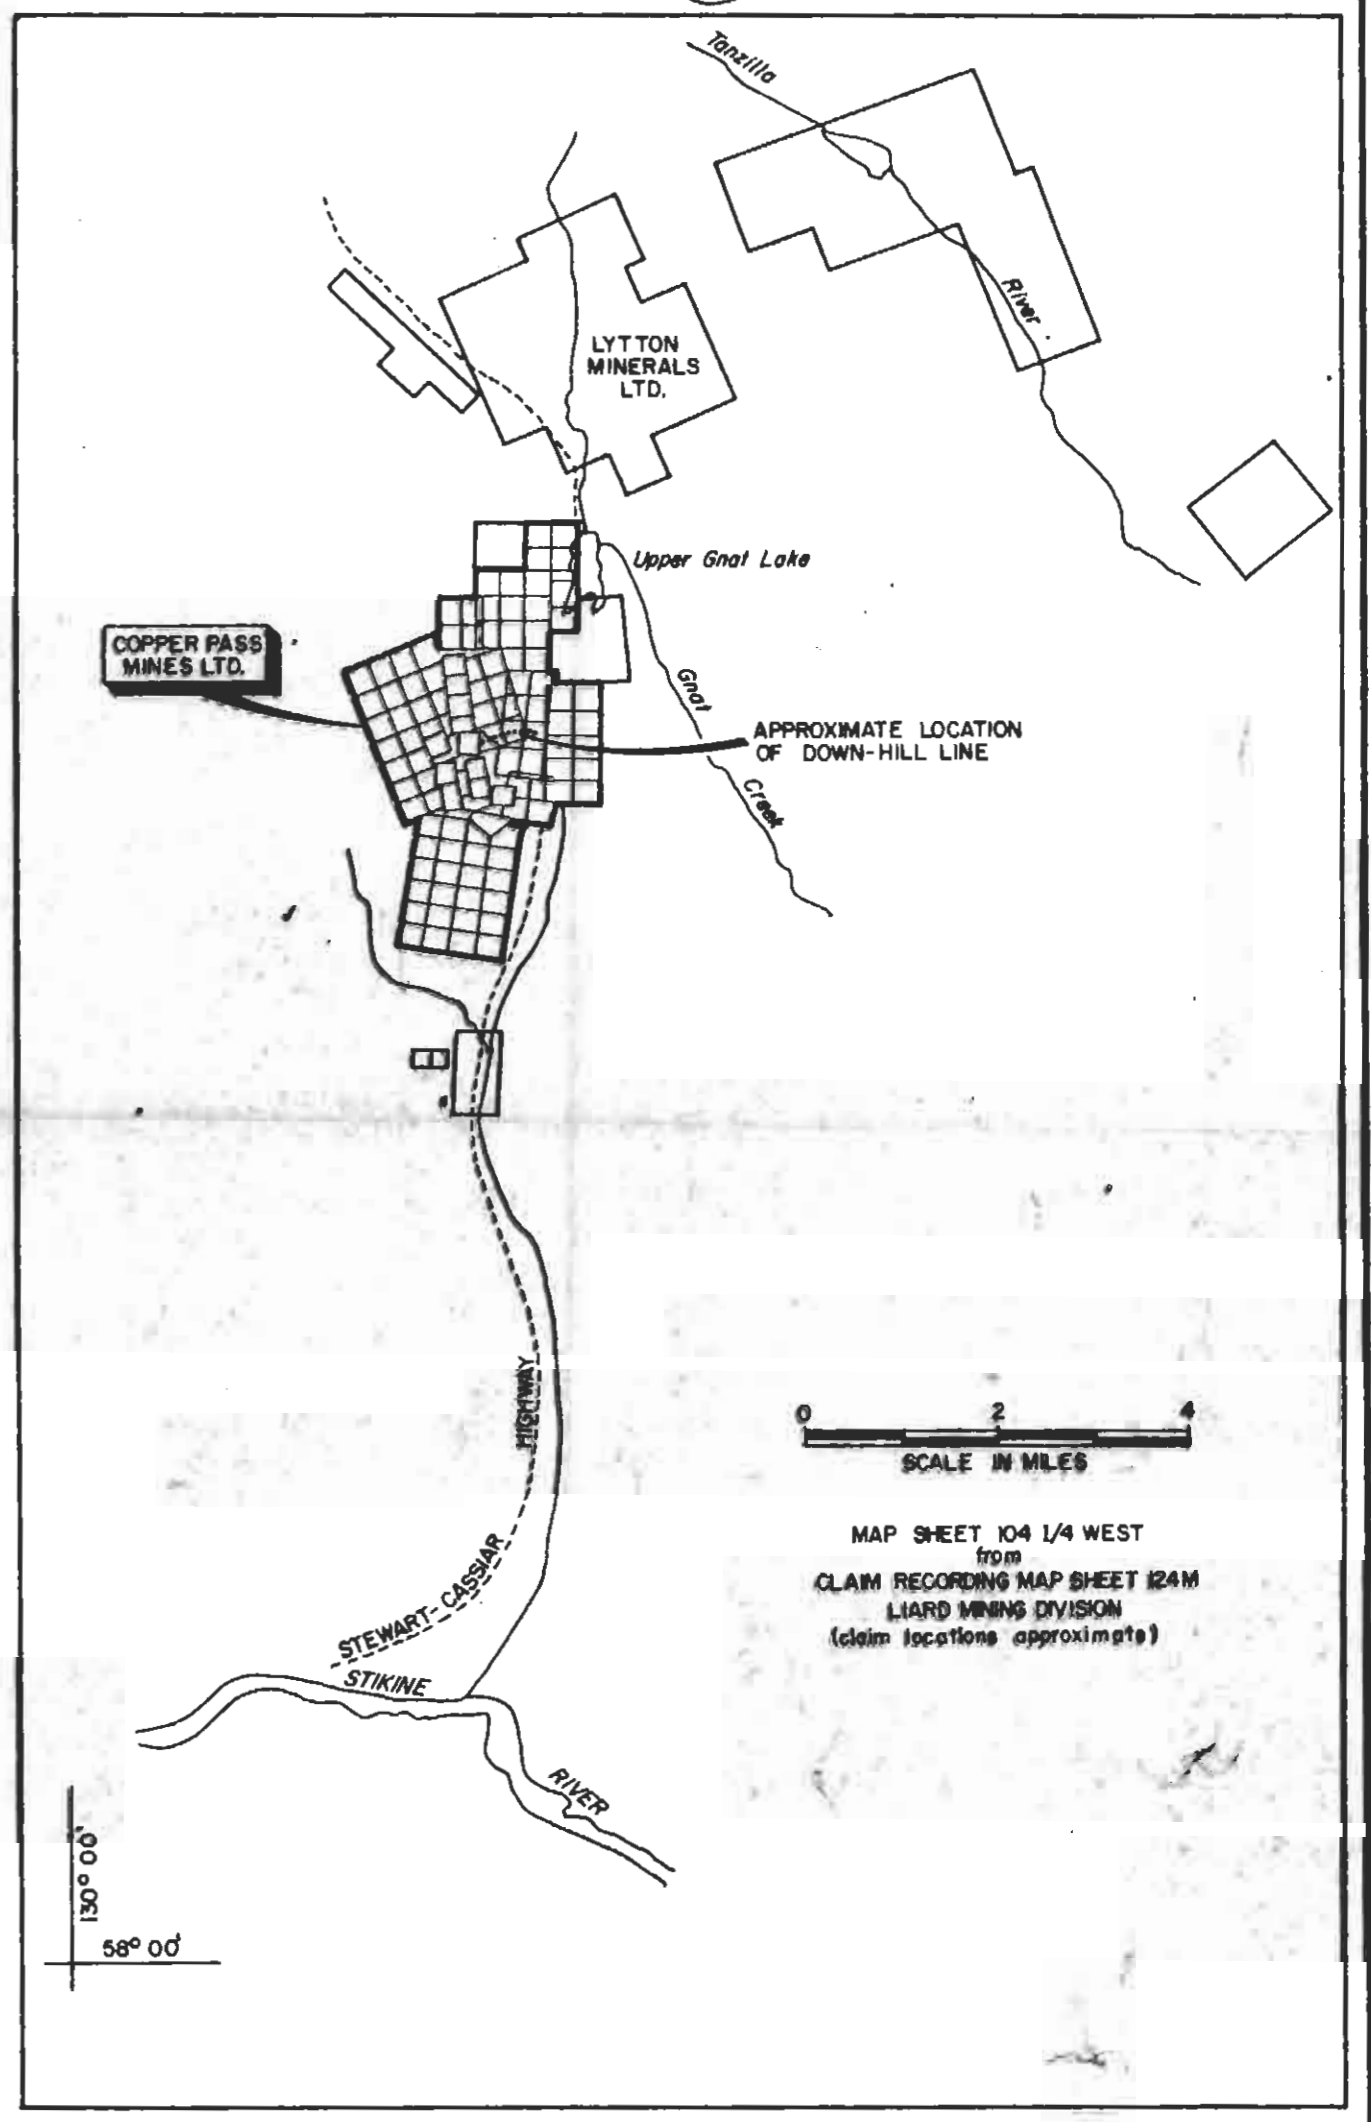 Tanzilla
River
LYTTON
MINERALS
LTD.
Upper Gnat Lake
COPPER PASS
MINES LTD.
Gnat
Creek
APPROXIMATE LOCATION
OF DOWN-HILL LINE
HIGHWAY
STEWART-CASSIAR
STIKINE
RIVER
0 2 4
SCALE IN MILES
MAP SHEET 104 1/4 WEST
from
CLAIM RECORDING MAP SHEET 124M
LIARD MINING DIVISION
(claim locations approximate)
130° 00'
58° 00'